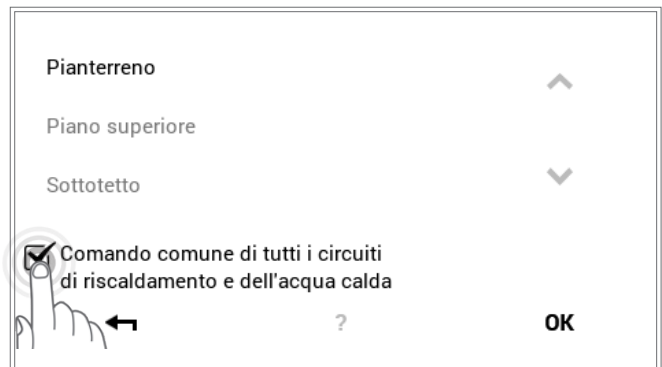 Pianterreno
Piano superiore
Sottotetto
Comando comune di tutti i circuiti
di riscaldamento e dell'acqua calda
? OK